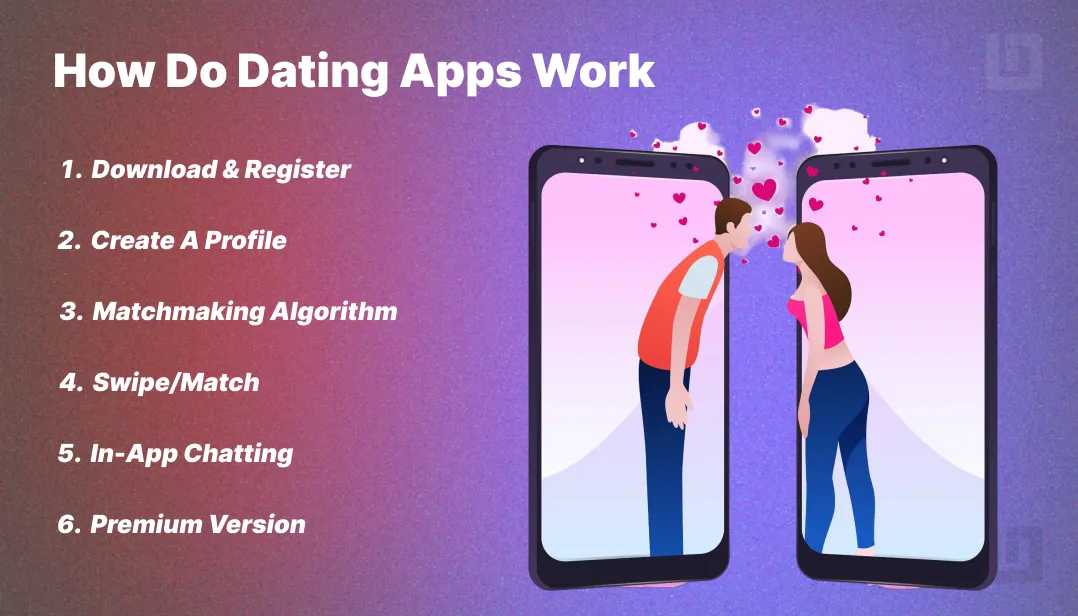 How Do Dating Apps Work
1. Download & Register
2. Create A Profile
3. Matchmaking Algorithm
4. Swipe/Match
5. In-App Chatting
6. Premium Version